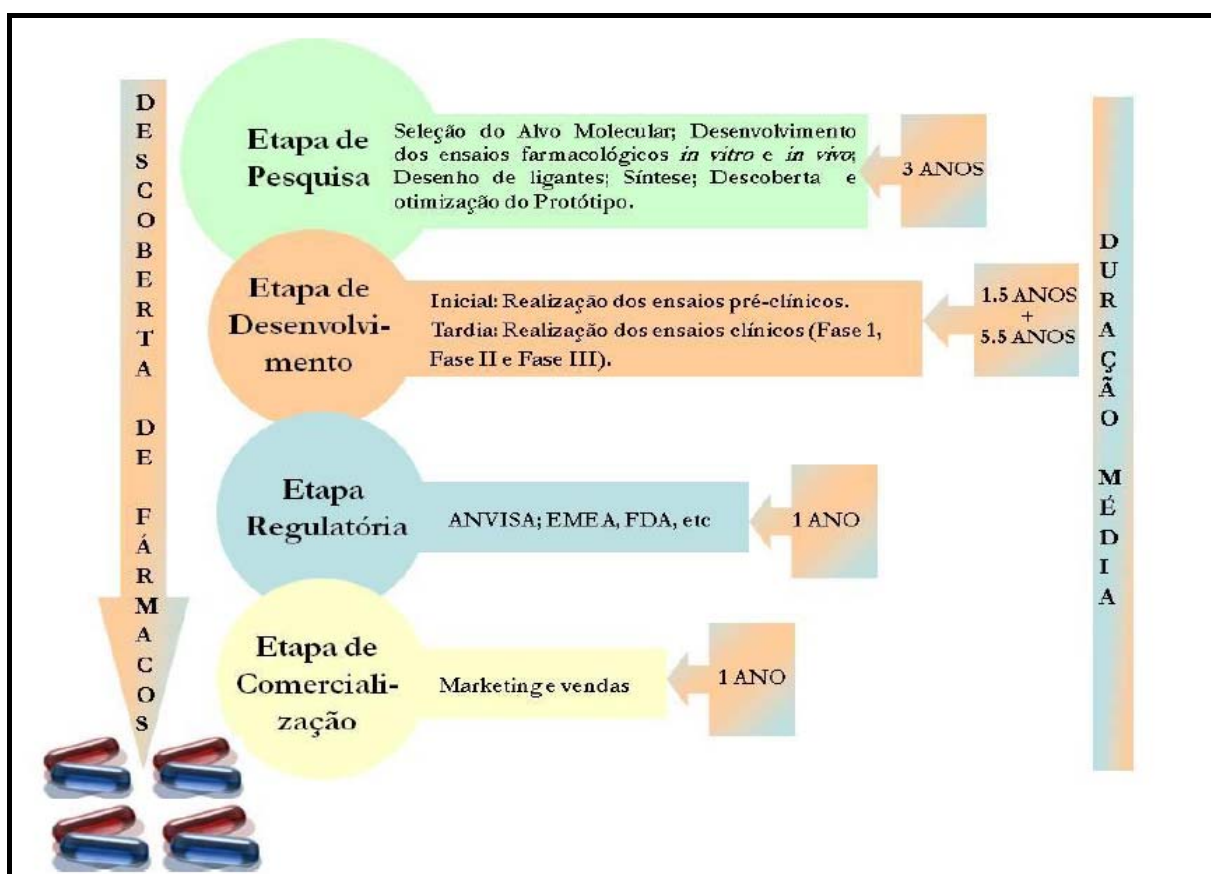 DESCOBERTA DE FÁRMACOS
Etapa de
Pesquisa
Seleção do Alvo Molecular; Desenvolvimento
dos ensaios farmacológicos in vitro e in vivo;
Desenho de ligantes; Síntese; Descoberta e
otimização do Protótipo.
3 ANOS
Etapa de
Desenvolvi-
mento
Inicial: Realização dos ensaios pré-clínicos.
Tardia: Realização dos ensaios clínicos (Fase 1,
Fase II e Fase III).
1.5 ANOS
+
5.5 ANOS
Etapa
Regulatória
ANVISA; EMEA, FDA, etc
1 ANO
Etapa de
Comerciali-
zação
Marketing e vendas
1 ANO
DURAÇÃO MÉDIA